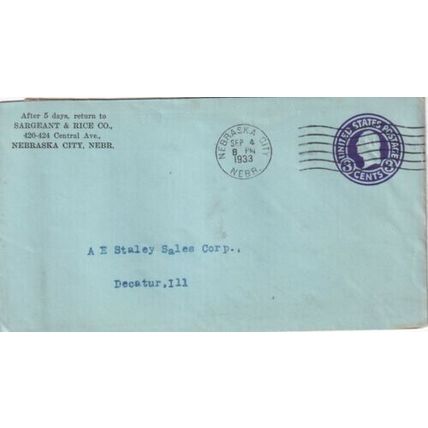 After 5 days, return to
SARGEANT & RICE CO.,
420-424 Central Ave.,
NEBRASKA CITY, NEBR.
NEBRASKA CITY
SEP 4
8 PM
1933
NEBR.
UNITED STATES POSTAGE
3 CENTS 3
A E Staley Sales Corp.,
Decatur,Ill